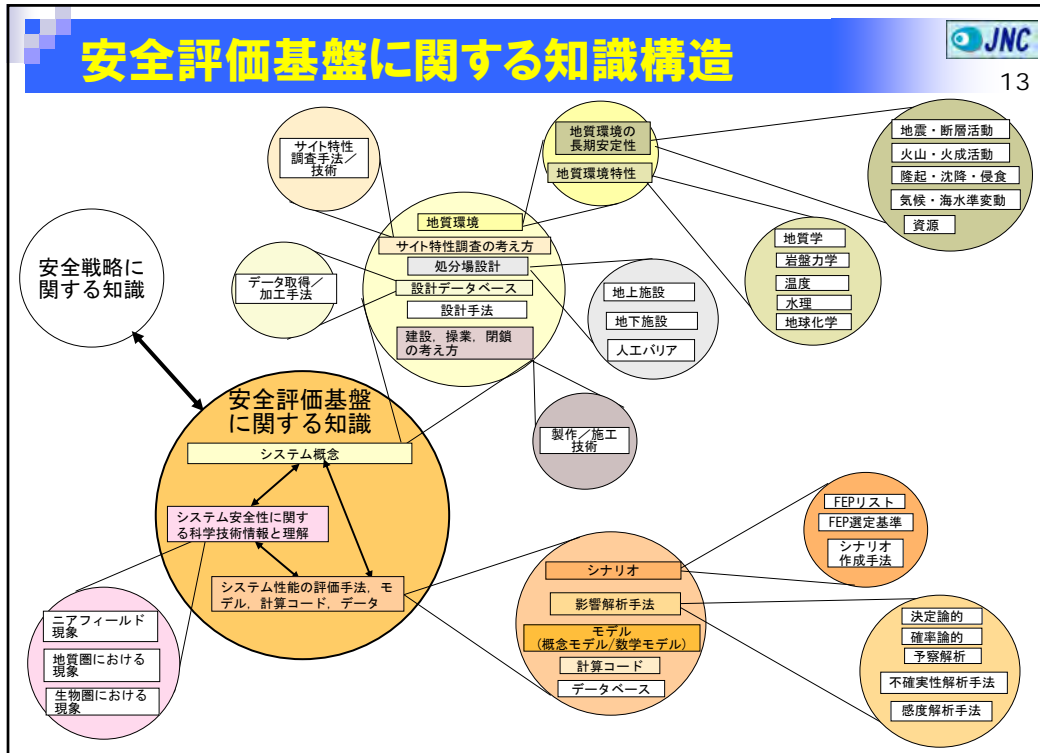 安全評価基盤に関する知識構造
JNC
13
サイト特性
調査手法／
技術
地質環境の
長期安定性
地質環境特性
地震・断層活動
火山・火成活動
隆起・沈降・侵食
気候・海水準変動
資源
地質学
岩盤力学
温度
水理
地球化学
安全戦略に
関する知識
データ取得／
加工手法
地質環境
サイト特性調査の考え方
処分場設計
設計データベース
設計手法
建設，操業，閉鎖
の考え方
地上施設
地下施設
人工バリア
製作／施工
技術
安全評価基盤
に関する知識
システム概念
システム安全性に関す
る科学技術情報と理解
システム性能の評価手法，モ
デル，計算コード，データ
ニアフィールド
現象
地質圏における
現象
生物圏における
現象
シナリオ
影響解析手法
モデル
(概念モデル/数学モデル)
計算コード
データベース
FEPリスト
FEP選定基準
シナリオ
作成手法
決定論的
確率論的
予察解析
不確実性解析手法
感度解析手法